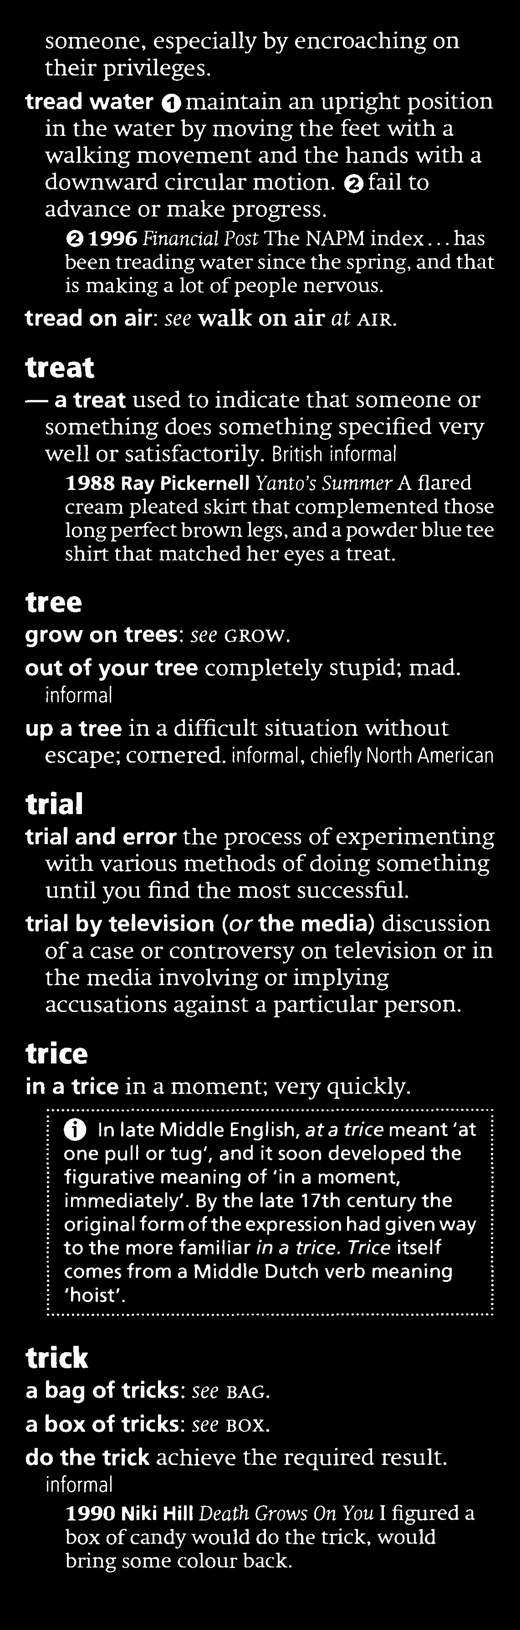 someone, especially by encroaching on
their privileges.
tread water ❶ maintain an upright position
in the water by moving the feet with a
walking movement and the hands with a
downward circular motion. ❷ fail to
advance or make progress.
❷ 1996 Financial Post The NAPM index ... has
been treading water since the spring, and that
is making a lot of people nervous.
tread on air: see walk on air at AIR.
treat
— a treat used to indicate that someone or
something does something specified very
well or satisfactorily. British informal
1988 Ray Pickernell Yanto's Summer A flared
cream pleated skirt that complemented those
long perfect brown legs, and a powder blue tee
shirt that matched her eyes a treat.
tree
grow on trees: see GROW.
out of your tree completely stupid; mad.
informal
up a tree in a difficult situation without
escape; cornered. informal, chiefly North American
trial
trial and error the process of experimenting
with various methods of doing something
until you find the most successful.
trial by television (or the media) discussion
of a case or controversy on television or in
the media involving or implying
accusations against a particular person.
trice
in a trice in a moment; very quickly.
i In late Middle English, at a trice meant 'at
one pull or tug', and it soon developed the
figurative meaning of 'in a moment,
immediately'. By the late 17th century the
original form of the expression had given way
to the more familiar in a trice. Trice itself
comes from a Middle Dutch verb meaning
'hoist'.
trick
a bag of tricks: see BAG.
a box of tricks: see BOX.
do the trick achieve the required result.
informal
1990 Niki Hill Death Grows On You I figured a
box of candy would do the trick, would
bring some colour back.